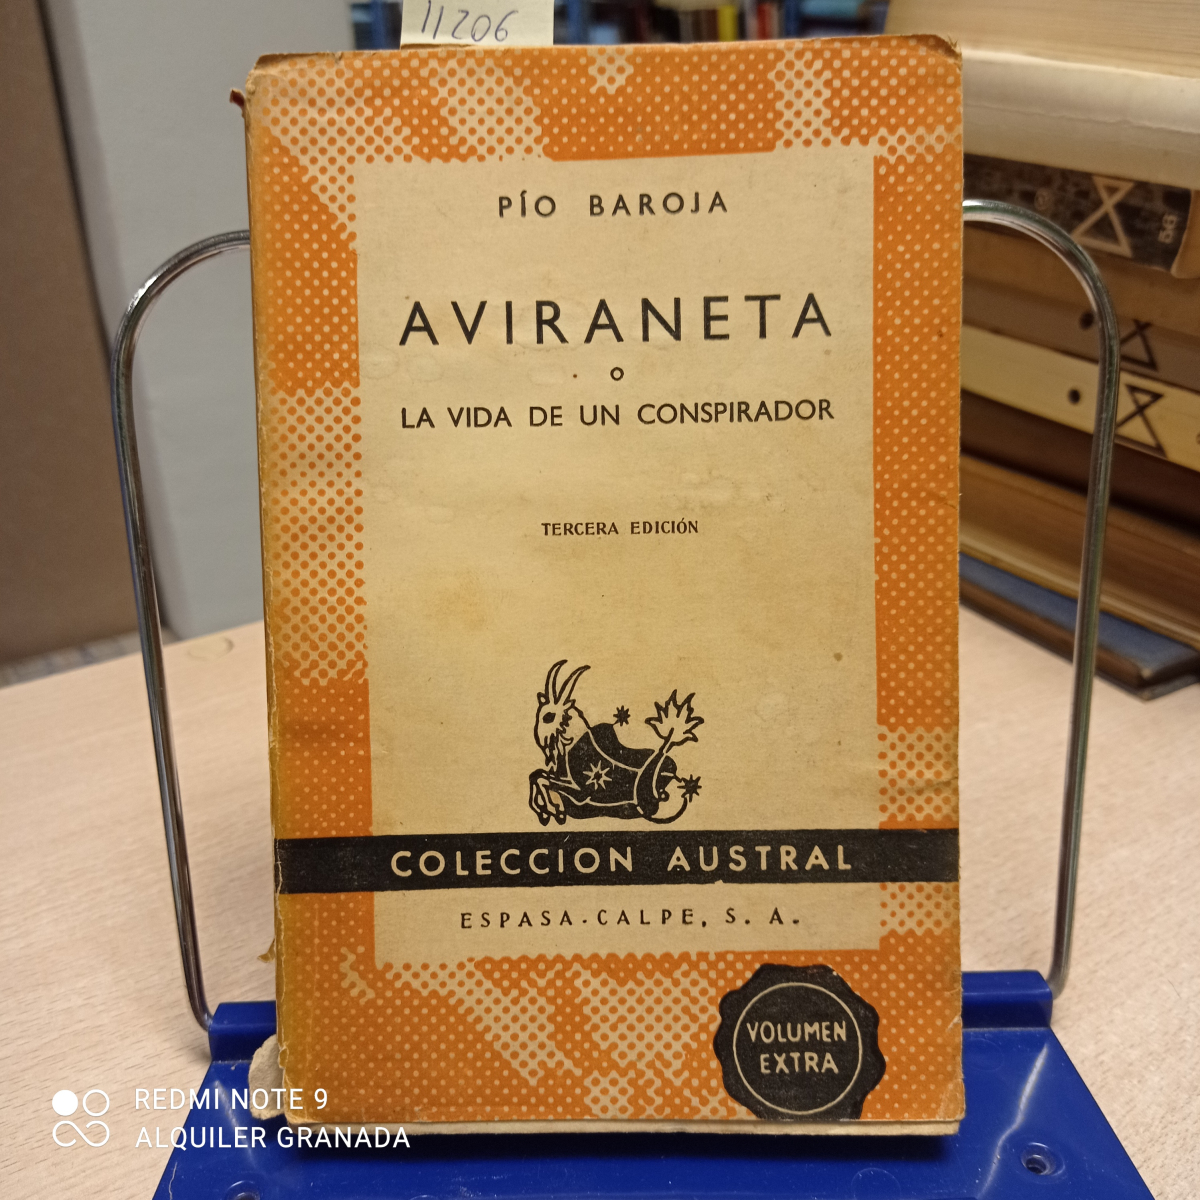 11206
PÍO BAROJA
AVIRANETA
o
LA VIDA DE UN CONSPIRADOR
TERCERA EDICIÓN
COLECCION AUSTRAL
ESPASA-CALPE, S. A.
VOLUMEN
EXTRA
REDMI NOTE 9
ALQUILER GRANADA